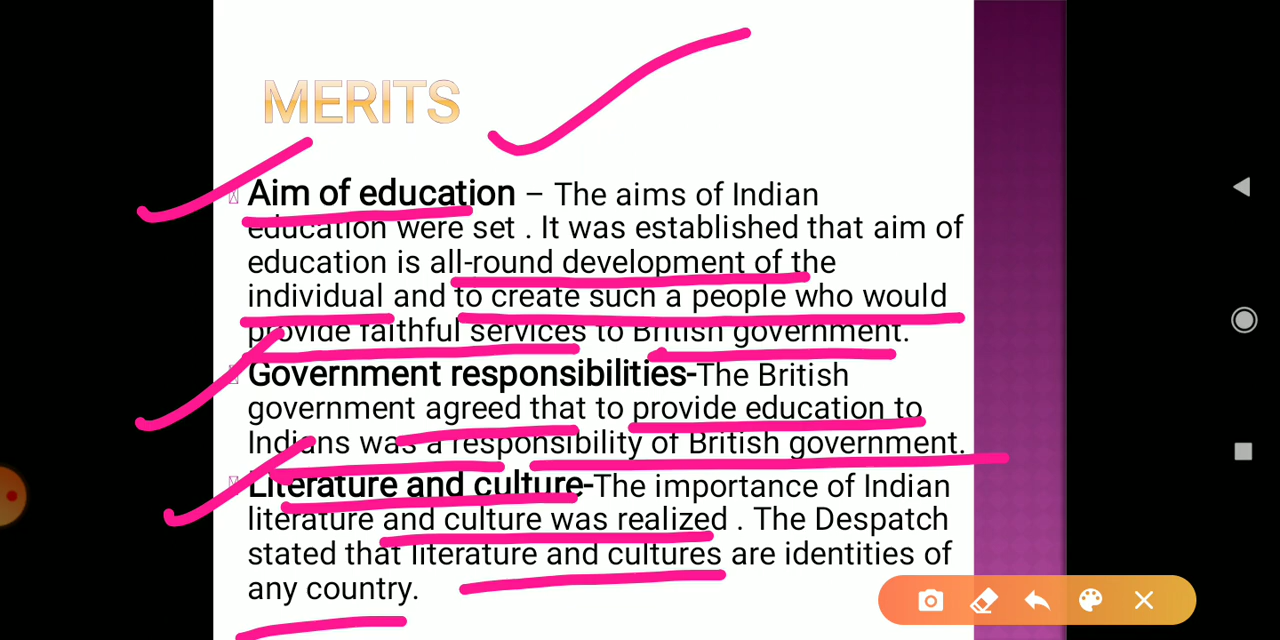 MERITS
Aim of education – The aims of Indian
education were set . It was established that aim of
education is all-round development of the
individual and to create such a people who would
provide faithful services to British government.
Government responsibilities-The British
government agreed that to provide education to
Indians was a responsibility of British government.
Literature and culture-The importance of Indian
literature and culture was realized . The Despatch
stated that literature and cultures are identities of
any country.